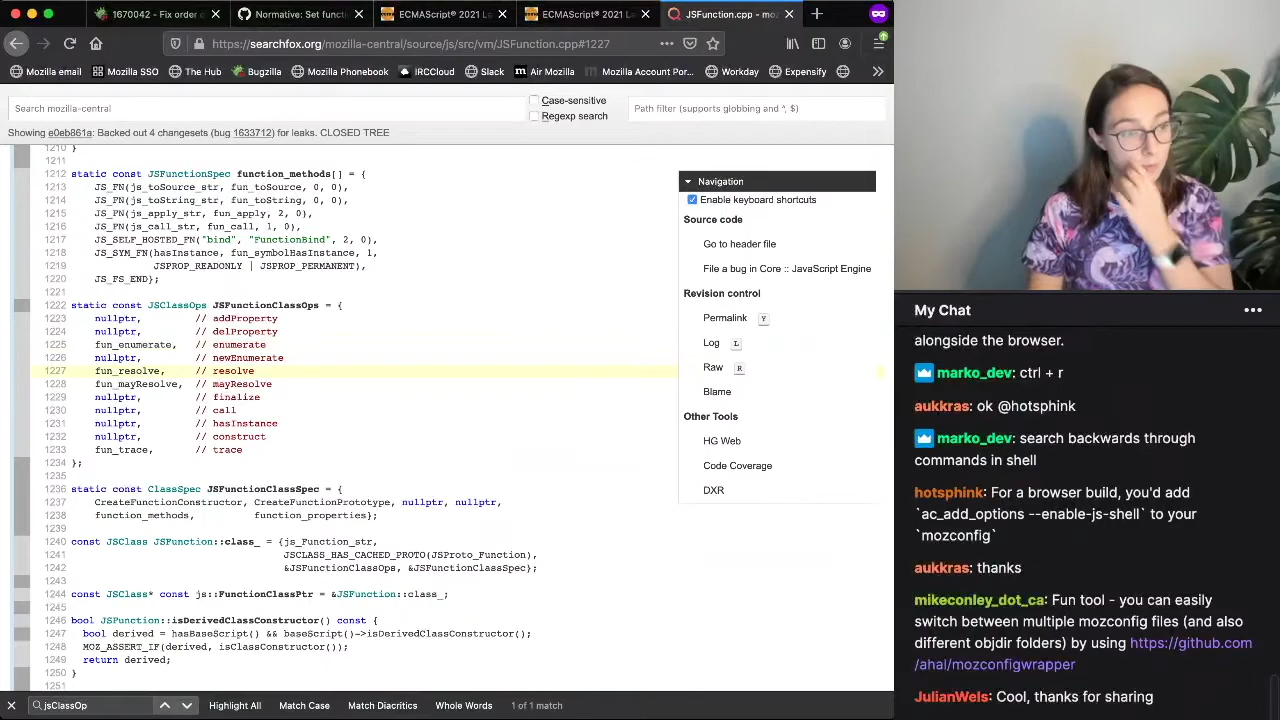 1670042 - Fix order o
Normative: Set function
ECMAScript® 2021 La
ECMAScript® 2021 La
JSFunction.cpp - moz
https://searchfox.org/mozilla-central/source/js/src/vm/JSFunction.cpp#1227
Mozilla email
Mozilla SSO
The Hub
Bugzilla
Mozilla Phonebook
IRCCloud
Slack
Air Mozilla
Mozilla Account Por...
Workday
Expensify
Search mozilla-central
Case-sensitive
Regexp search
Path filter (supports globbing and ^, $)
Showing e0eb861a: Backed out 4 changesets (bug 1633712) for leaks. CLOSED TREE
1210 }
1211
1212 static const JSFunctionSpec function_methods[] = {
1213 JS_FN(js_toSource_str, fun_toSource, 0, 0),
1214 JS_FN(js_toString_str, fun_toString, 0, 0),
1215 JS_FN(js_apply_str, fun_apply, 2, 0),
1216 JS_FN(js_call_str, fun_call, 1, 0),
1217 JS_SELF_HOSTED_FN("bind", "FunctionBind", 2, 0),
1218 JS_SYM_FN(hasInstance, fun_symbolHasInstance, 1,
1219 JSPROP_READONLY | JSPROP_PERMANENT),
1220 JS_FS_END};
1221
1222 static const JSClassOps JSFunctionClassOps = {
1223 nullptr, // addProperty
1224 nullptr, // delProperty
1225 fun_enumerate, // enumerate
1226 nullptr, // newEnumerate
1227 fun_resolve, // resolve
1228 fun_mayResolve, // mayResolve
1229 nullptr, // finalize
1230 nullptr, // call
1231 nullptr, // hasInstance
1232 nullptr, // construct
1233 fun_trace, // trace
1234 };
1235
1236 static const ClassSpec JSFunctionClassSpec = {
1237 CreateFunctionConstructor, CreateFunctionPrototype, nullptr, nullptr,
1238 function_methods, function_properties};
1239
1240 const JSClass JSFunction::class_ = {js_Function_str,
1241 JSCLASS_HAS_CACHED_PROTO(JSProto_Function),
1242 &JSFunctionClassOps, &JSFunctionClassSpec};
1243
1244 const JSClass* const js::FunctionClassPtr = &JSFunction::class_;
1245
1246 bool JSFunction::isDerivedClassConstructor() const {
1247 bool derived = hasBaseScript() && baseScript()->isDerivedClassConstructor();
1248 MOZ_ASSERT_IF(derived, isClassConstructor());
1249 return derived;
1250 }
1251
Navigation
Enable keyboard shortcuts
Source code
Go to header file
File a bug in Core :: JavaScript Engine
Revision control
Permalink Y
Log L
Raw R
Blame
Other Tools
HG Web
Code Coverage
DXR
jsClassOp
Highlight All
Match Case
Match Diacritics
Whole Words
1 of 1 match
My Chat
alongside the browser.
marko_dev: ctrl + r
aukkras: ok @hotsphink
marko_dev: search backwards through
commands in shell
hotsphink: For a browser build, you'd add
`ac_add_options --enable-js-shell` to your
`mozconfig`
aukkras: thanks
mikeconley_dot_ca: Fun tool - you can easily
switch between multiple mozconfig files (and also
different objdir folders) by using https://github.com
/ahal/mozconfigwrapper
JulianWels: Cool, thanks for sharing